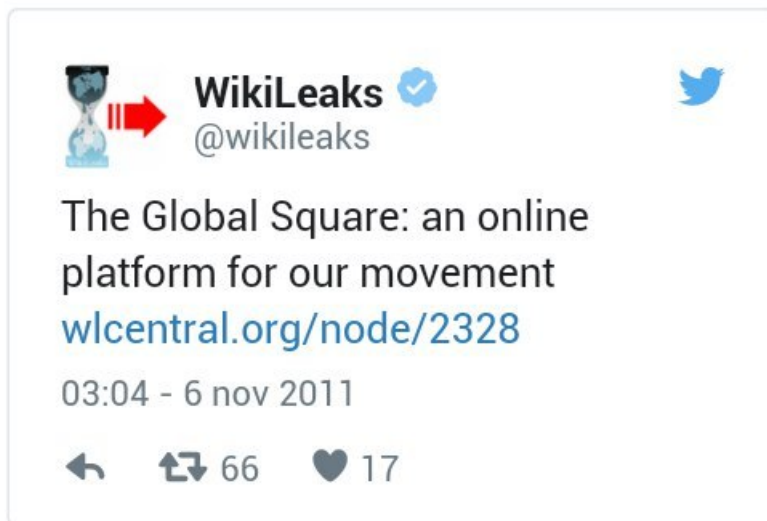 WikiLeaks
@wikileaks
The Global Square: an online
platform for our movement
wlcentral.org/node/2328
03:04 - 6 nov 2011
66 17